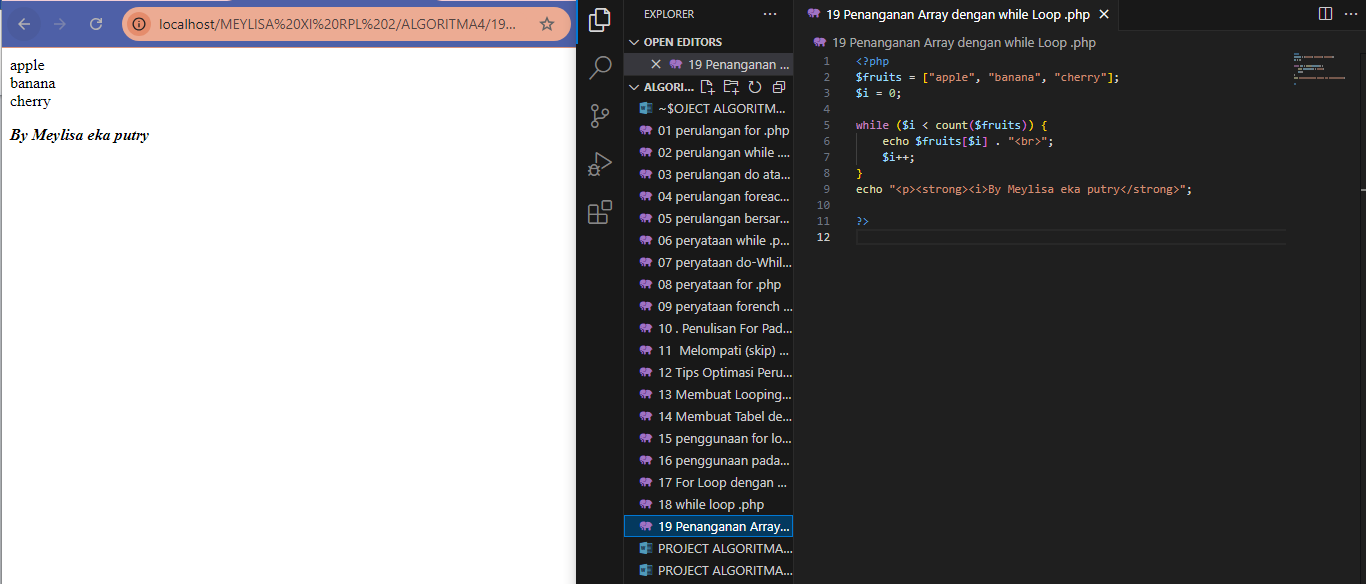 localhost/MEYLISA%20XI%20RPL%202/ALGORITMA4/19...
apple
banana
cherry
By Meylisa eka putry
EXPLORER
OPEN EDITORS
19 Penanganan ...
ALGORI...
~$OJECT ALGORITM...
01 perulangan for .php
02 perulangan while ....
03 perulangan do ata...
04 perulangan foreac...
05 perulangan bersar...
06 peryataan while .p...
07 peryataan do-Whil...
08 peryataan for .php
09 peryataan forench ...
10 . Penulisan For Pad...
11  Melompati (skip) ...
12 Tips Optimasi Peru...
13 Membuat Looping...
14 Membuat Tabel de...
15 penggunaan for lo...
16 penggunaan pada...
17 For Loop dengan ...
18 while loop .php
19 Penanganan Array...
PROJECT ALGORITMA...
PROJECT ALGORITMA...
19 Penanganan Array dengan while Loop .php
19 Penanganan Array dengan while Loop .php
1 <?php
2 $fruits = ["apple", "banana", "cherry"];
3 $i = 0;
4
5 while ($i < count($fruits)) {
6     echo $fruits[$i] . "<br>";
7     $i++;
8 }
9 echo "<p><strong><i>By Meylisa eka putry</strong>";
10
11 ?>
12